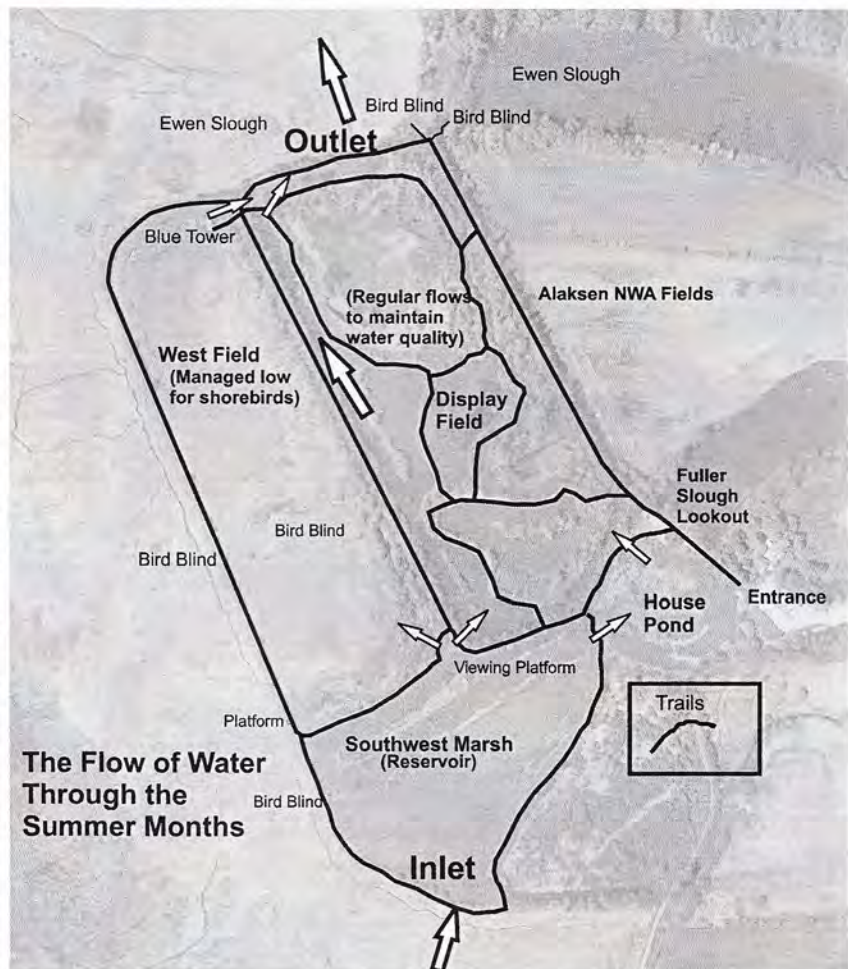 Ewen Slough
Bird Blind
Bird Blind
Ewen Slough
Outlet
Blue Tower
Alaksen NWA Fields
(Regular flows
to maintain
water quality)
West Field
(Managed low
for shorebirds)
Display
Field
Fuller
Slough
Lookout
Bird Blind
Bird Blind
Entrance
House
Pond
Viewing Platform
Trails
Platform
Southwest Marsh
(Reservoir)
The Flow of Water
Through the
Summer Months
Bird Blind
Inlet